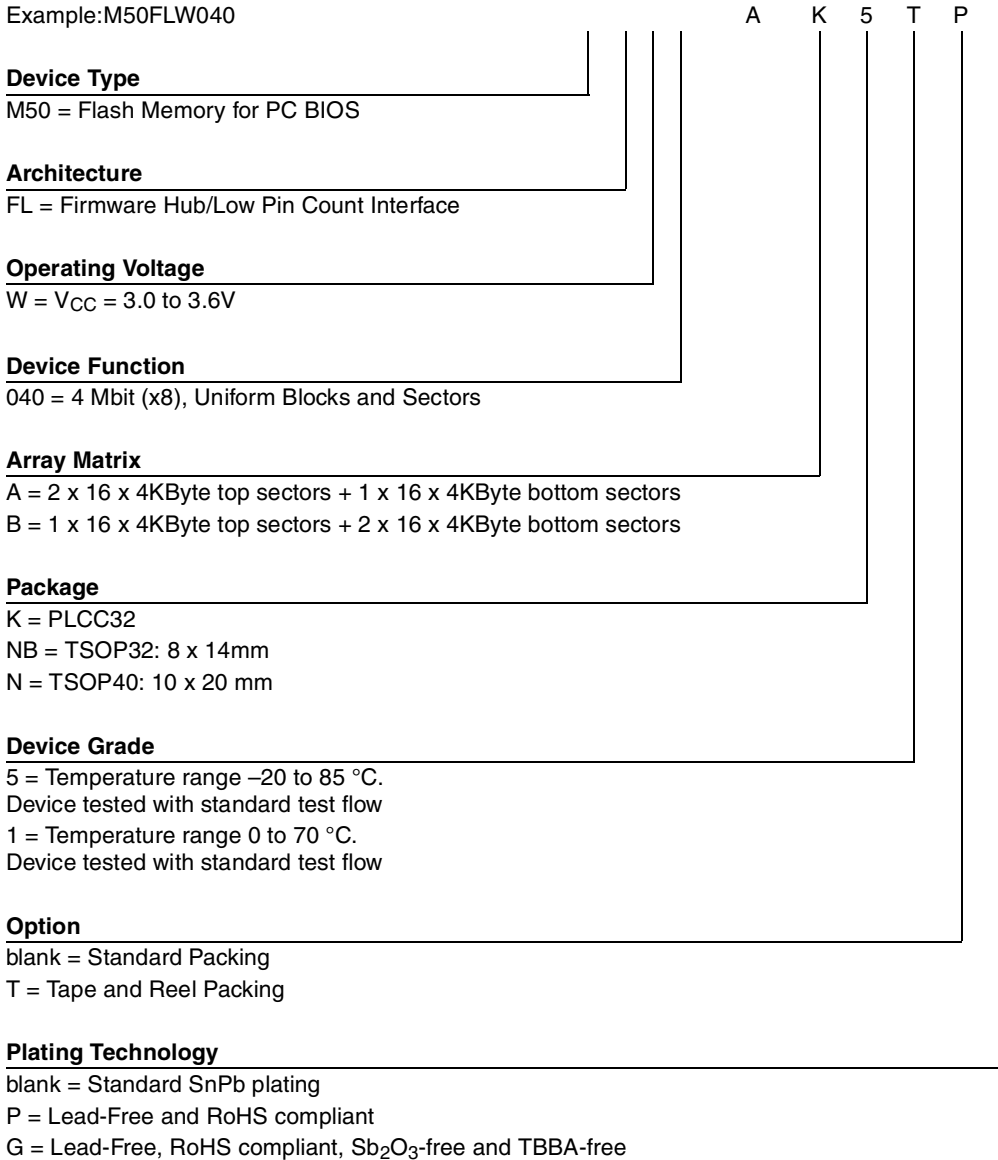 Example:M50FLW040 A K 5 T P
Device Type
M50 = Flash Memory for PC BIOS
Architecture
FL = Firmware Hub/Low Pin Count Interface
Operating Voltage
W = VCC = 3.0 to 3.6V
Device Function
040 = 4 Mbit (x8), Uniform Blocks and Sectors
Array Matrix
A = 2 x 16 x 4KByte top sectors + 1 x 16 x 4KByte bottom sectors
B = 1 x 16 x 4KByte top sectors + 2 x 16 x 4KByte bottom sectors
Package
K = PLCC32
NB = TSOP32: 8 x 14mm
N = TSOP40: 10 x 20 mm
Device Grade
5 = Temperature range –20 to 85 °C.
Device tested with standard test flow
1 = Temperature range 0 to 70 °C.
Device tested with standard test flow
Option
blank = Standard Packing
T = Tape and Reel Packing
Plating Technology
blank = Standard SnPb plating
P = Lead-Free and RoHS compliant
G = Lead-Free, RoHS compliant, Sb2O3-free and TBBA-free